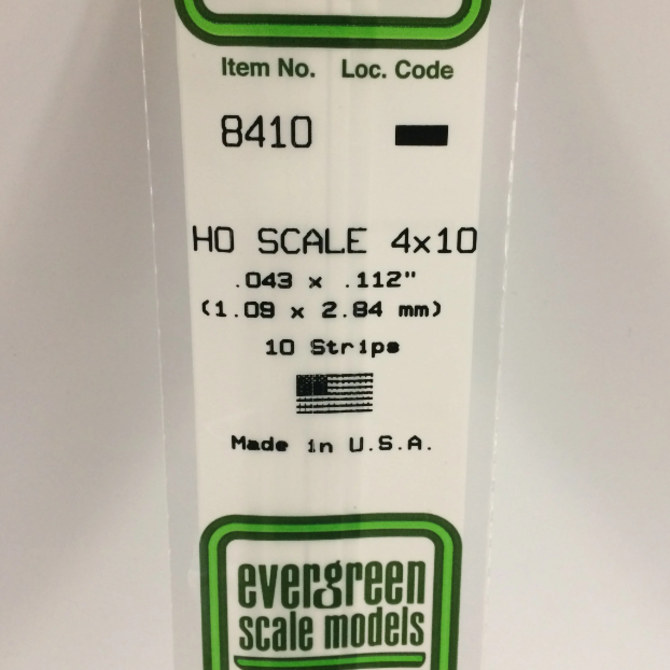 Item No. Loc. Code
8410
HO SCALE 4x10
.043 x .112"
(1.09 x 2.84 mm)
10 Strips
Made in U.S.A.
evergreen
scale models